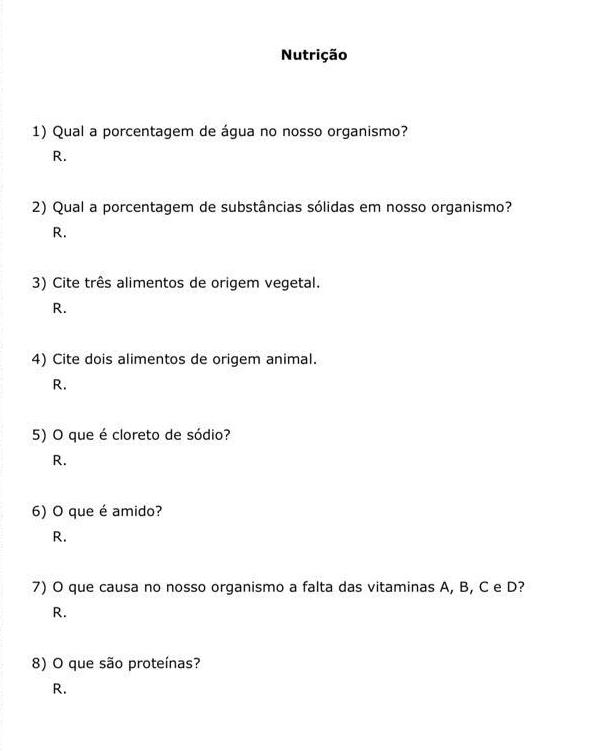 Nutrição
1) Qual a porcentagem de água no nosso organismo?
R.
2) Qual a porcentagem de substâncias sólidas em nosso organismo?
R.
3) Cite três alimentos de origem vegetal.
R.
4) Cite dois alimentos de origem animal.
R.
5) O que é cloreto de sódio?
R.
6) O que é amido?
R.
7) O que causa no nosso organismo a falta das vitaminas A, B, C e D?
R.
8) O que são proteínas?
R.